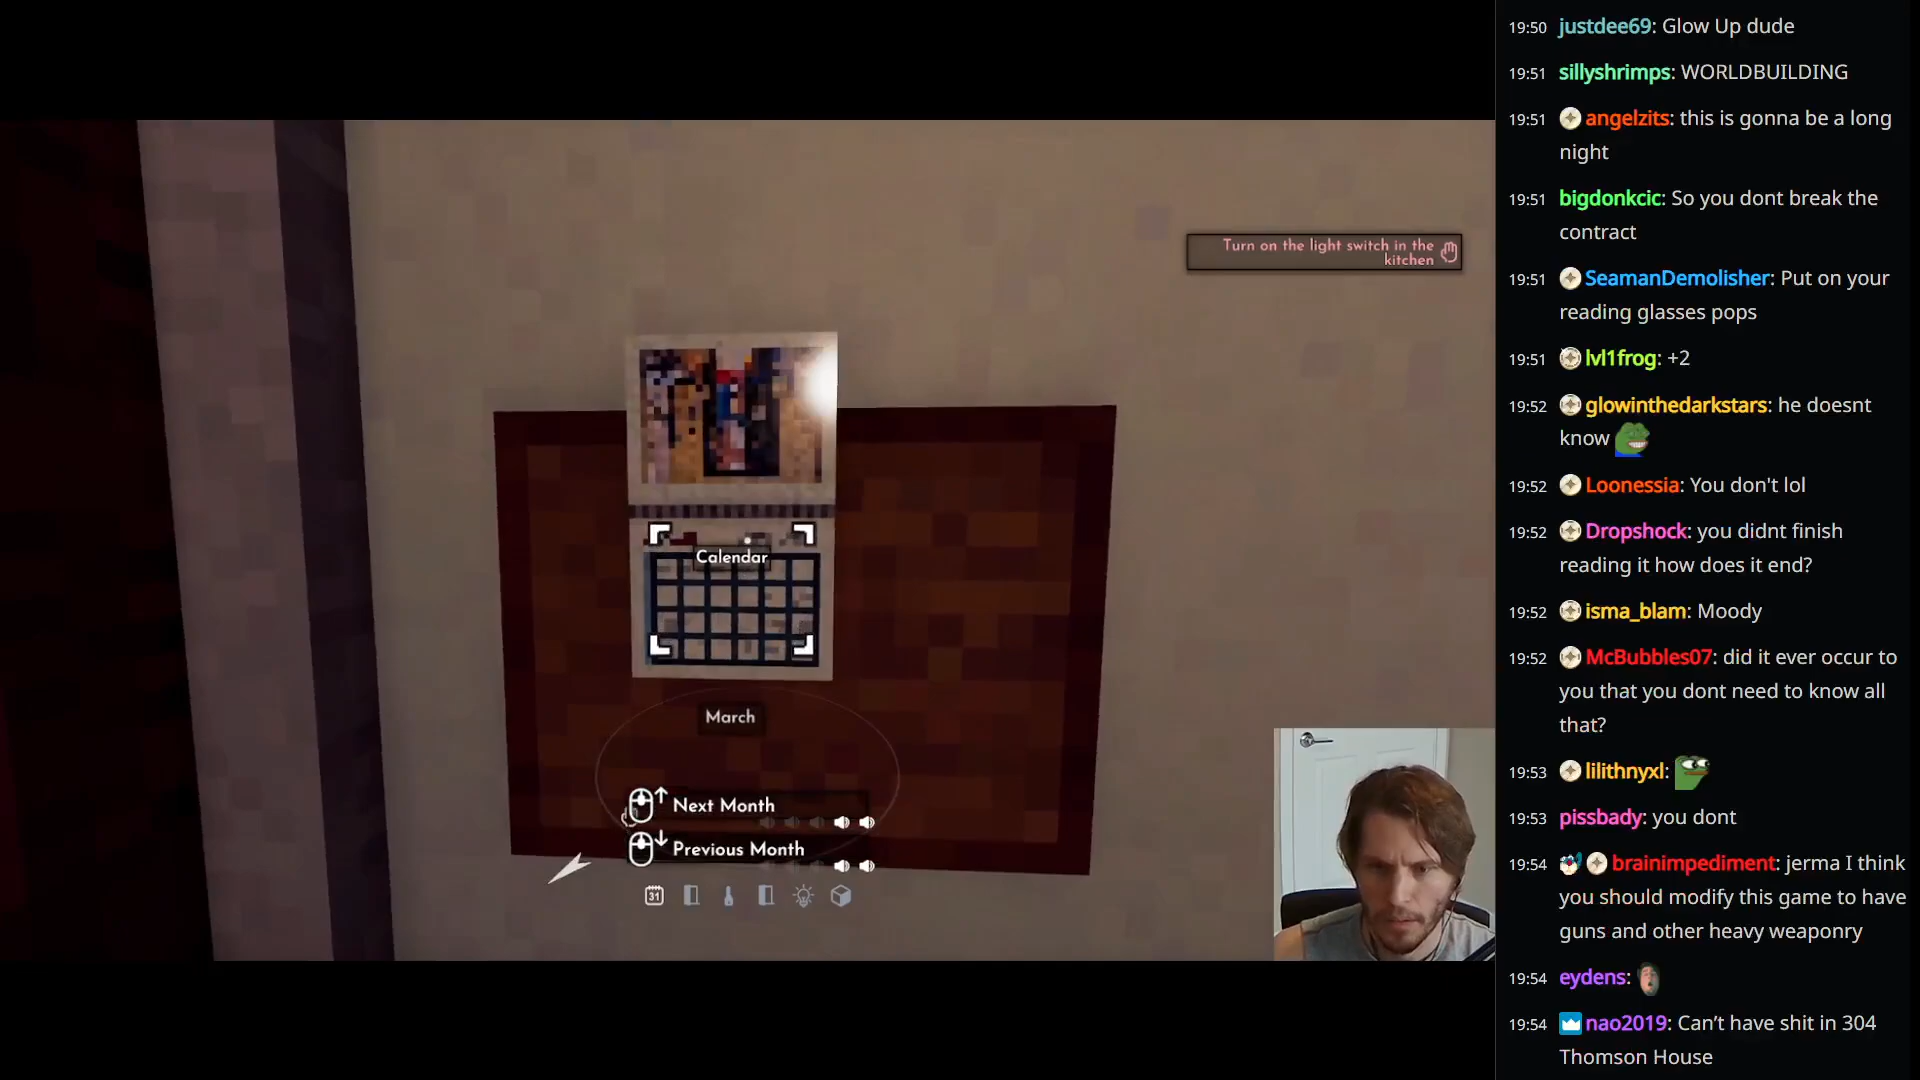 Turn on the light switch in the
kitchen
Calendar
March
Next Month
Previous Month
31
19:50 justdee69: Glow Up dude
19:51 sillyshrimps: WORLDBUILDING
19:51 angelzits: this is gonna be a long
night
19:51 bigdonkcic: So you dont break the
contract
19:51 SeamanDemolisher: Put on your
reading glasses pops
19:51 lvl1frog: +2
19:52 glowinthedarkstars: he doesnt
know
19:52 Loonessia: You don't lol
19:52 Dropshock: you didnt finish
reading it how does it end?
19:52 isma_blam: Moody
19:52 McBubbles07: did it ever occur to
you that you dont need to know all
that?
19:53 lilithnyxl:
19:53 pissbady: you dont
19:54 brainimpediment: jerma I think
you should modify this game to have
guns and other heavy weaponry
19:54 eydens:
19:54 nao2019: Can’t have shit in 304
Thomson House